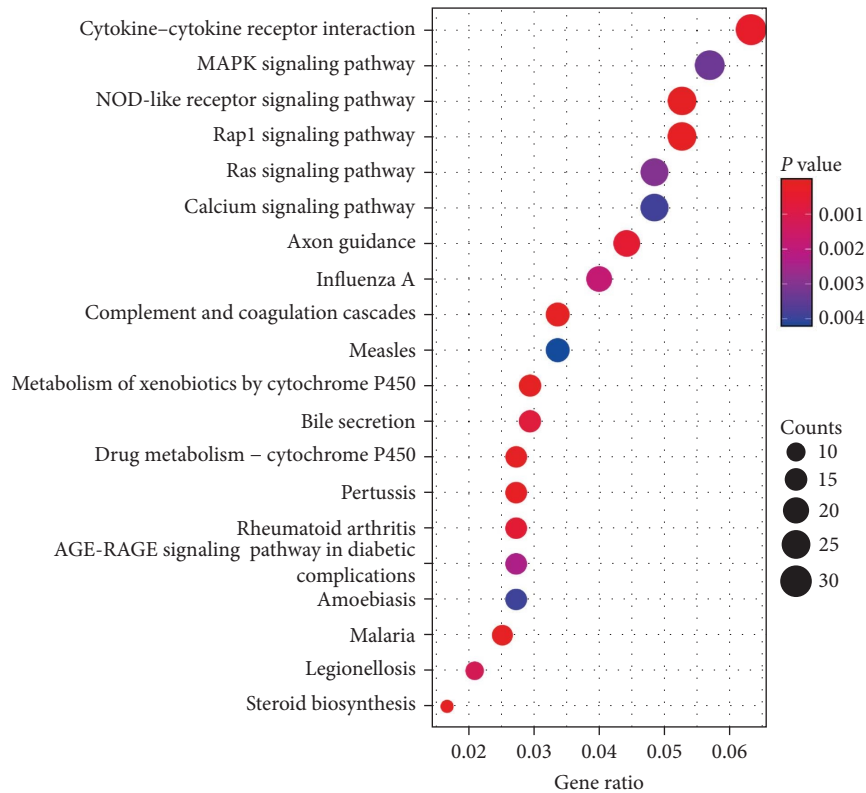 Cytokine–cytokine receptor interaction
MAPK signaling pathway
NOD-like receptor signaling pathway
Rap1 signaling pathway
Ras signaling pathway
Calcium signaling pathway
Axon guidance
Influenza A
Complement and coagulation cascades
Measles
Metabolism of xenobiotics by cytochrome P450
Bile secretion
Drug metabolism − cytochrome P450
Pertussis
Rheumatoid arthritis
AGE-RAGE signaling pathway in diabetic
complications
Amoebiasis
Malaria
Legionellosis
Steroid biosynthesis
0.02 0.03 0.04 0.05 0.06
Gene ratio
P value
0.001
0.002
0.003
0.004
Counts
10
15
20
25
30